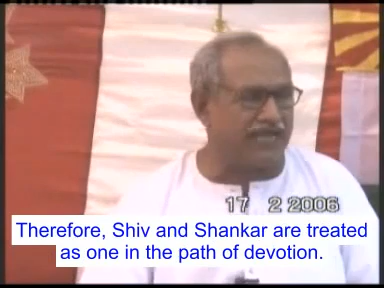 17 2 2006
Therefore, Shiv and Shankar are treated
as one in the path of devotion.